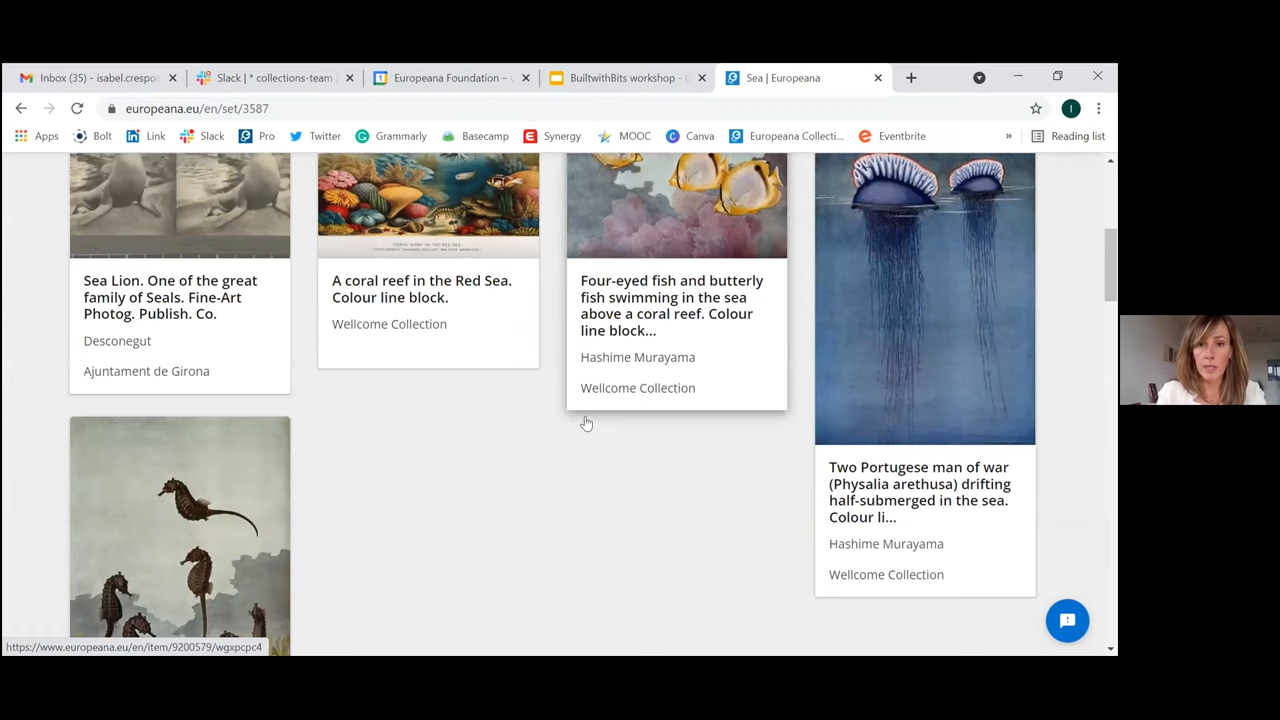 Inbox (35) - isabel.crespo
Slack | * collections-team |
Europeana Foundation –
BuiltwithBits workshop -
Sea | Europeana
europeana.eu/en/set/3587
Apps
Bolt
Link
Slack
Pro
Twitter
Grammarly
Basecamp
Synergy
MOOC
Canva
Europeana Collecti...
Eventbrite
»
Reading list
Sea Lion. One of the great
family of Seals. Fine-Art
Photog. Publish. Co.
Desconegut
Ajuntament de Girona
A coral reef in the Red Sea.
Colour line block.
Wellcome Collection
Four-eyed fish and butterly
fish swimming in the sea
above a coral reef. Colour
line block...
Hashime Murayama
Wellcome Collection
Two Portugese man of war
(Physalia arethusa) drifting
half-submerged in the sea.
Colour li...
Hashime Murayama
Wellcome Collection
https://www.europeana.eu/en/item/9200579/wgxpcpc4